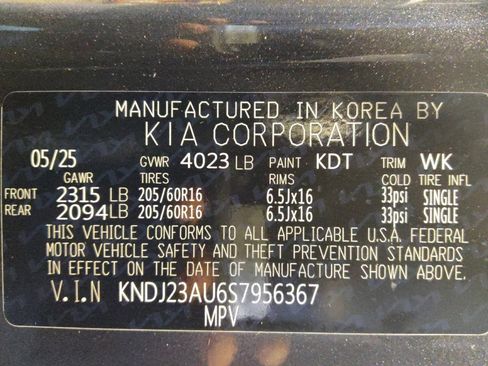 MANUFACTURED IN KOREA BY
KIA CORPORATION
05/25 GVWR 4023 LB PAINT KDT TRIM WK
GAWR TIRES RIMS COLD TIRE INFL
FRONT 2315 LB 205/60R16 6.5Jx16 33psi SINGLE
REAR 2094 LB 205/60R16 6.5Jx16 33psi SINGLE
THIS VEHICLE CONFORMS TO ALL APPLICABLE U.S.A. FEDERAL
MOTOR VEHICLE SAFETY AND THEFT PREVENTION STANDARDS
IN EFFECT ON THE DATE OF MANUFACTURE SHOWN ABOVE.
V.I.N KNDJ23AU6S7956367
MPV